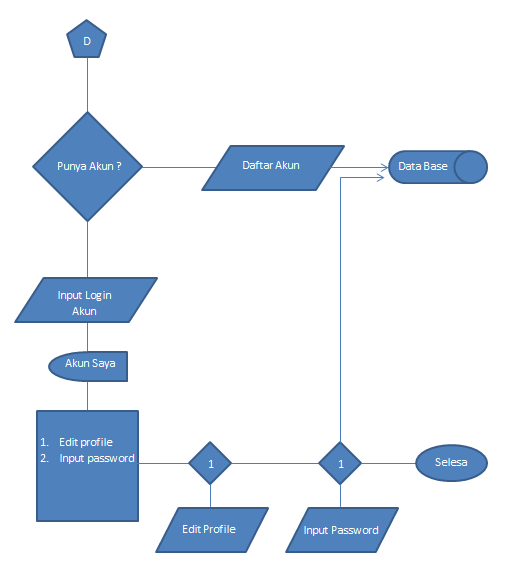 D
Punya Akun ?
Daftar Akun
Data Base
Input Login
Akun
Akun Saya
1. Edit profile
2. Input password
1
1
Selesa
Edit Profile
Input Password